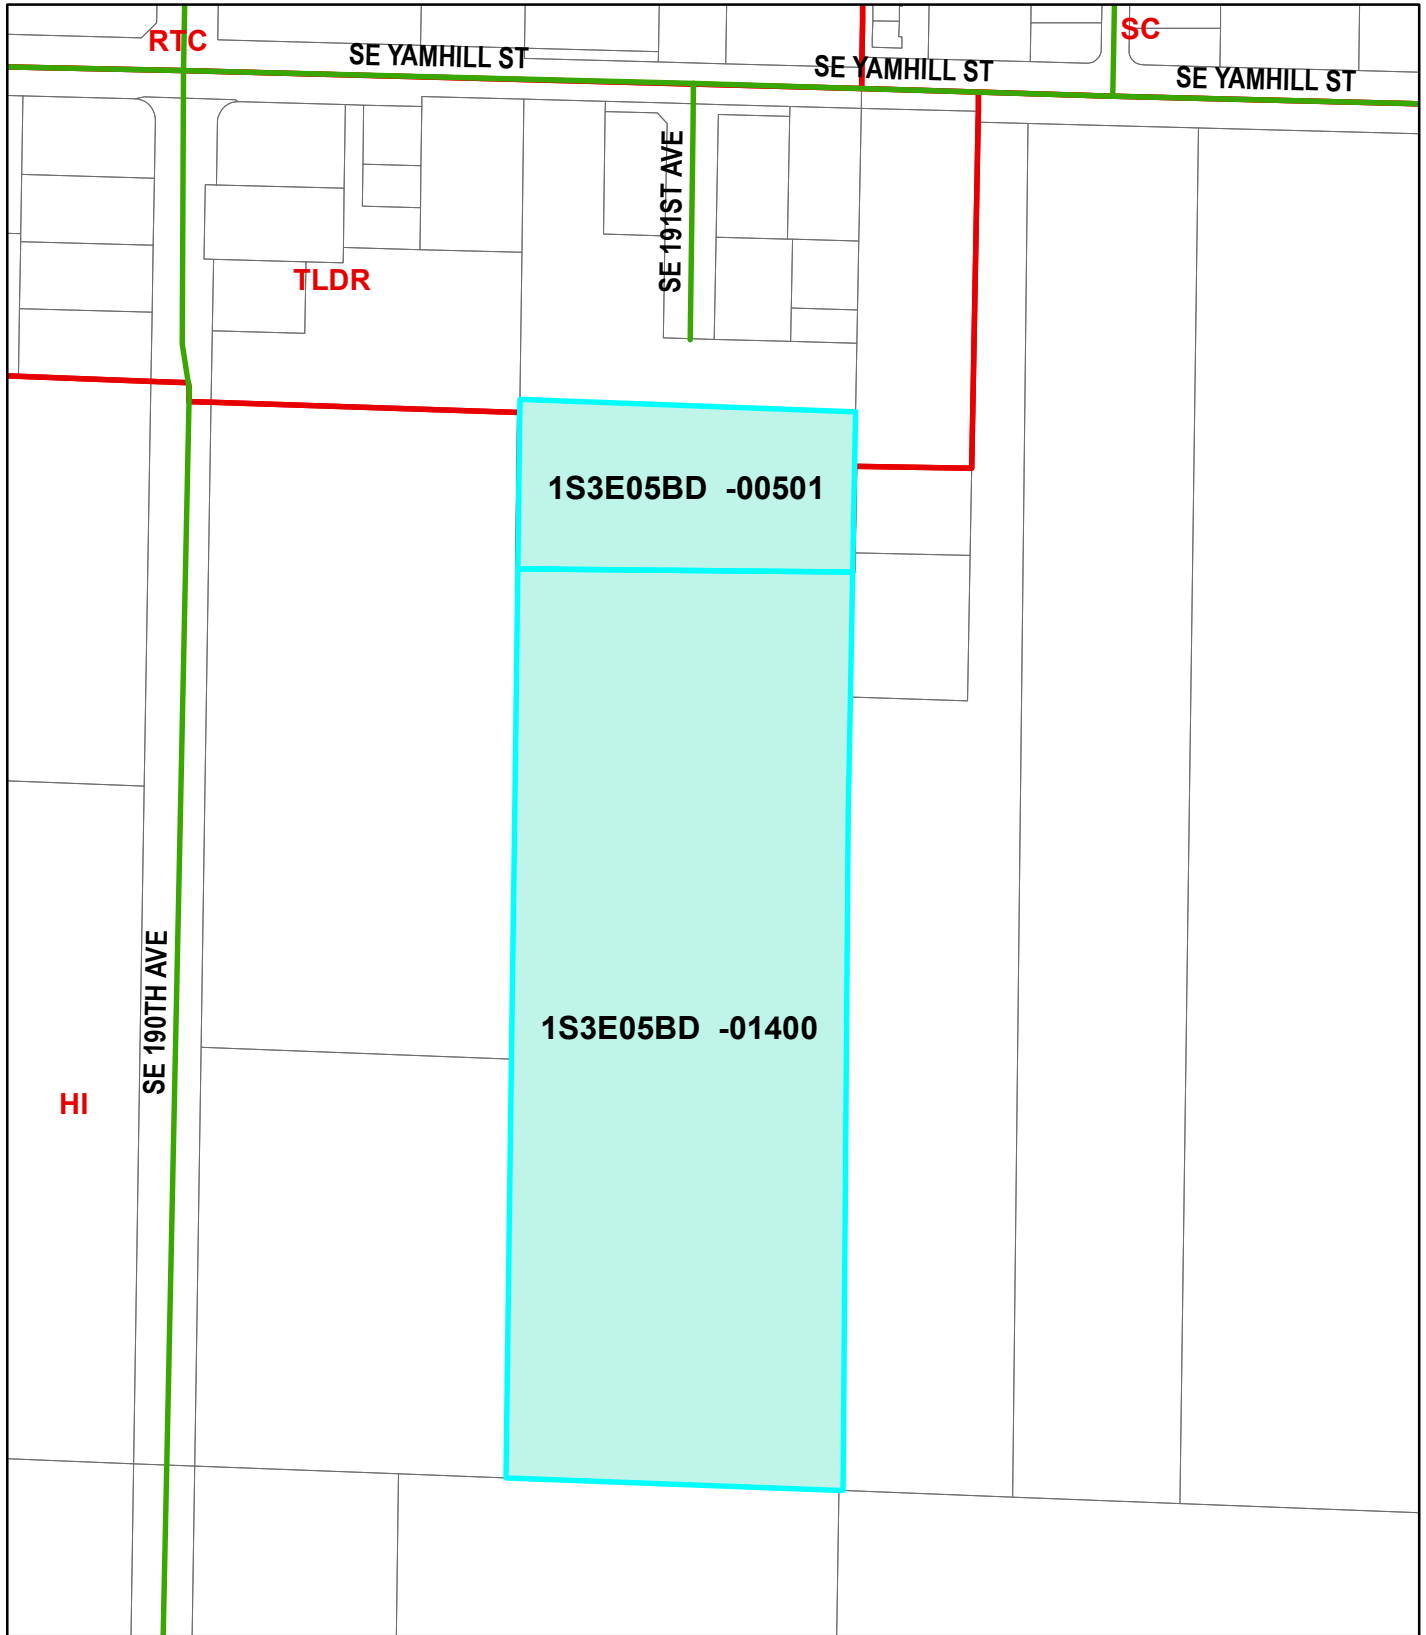 RTC
SC
SE YAMHILL ST
SE YAMHILL ST
SE YAMHILL ST
SE 191ST AVE
TLDR
1S3E05BD -00501
1S3E05BD -01400
SE 190TH AVE
HI